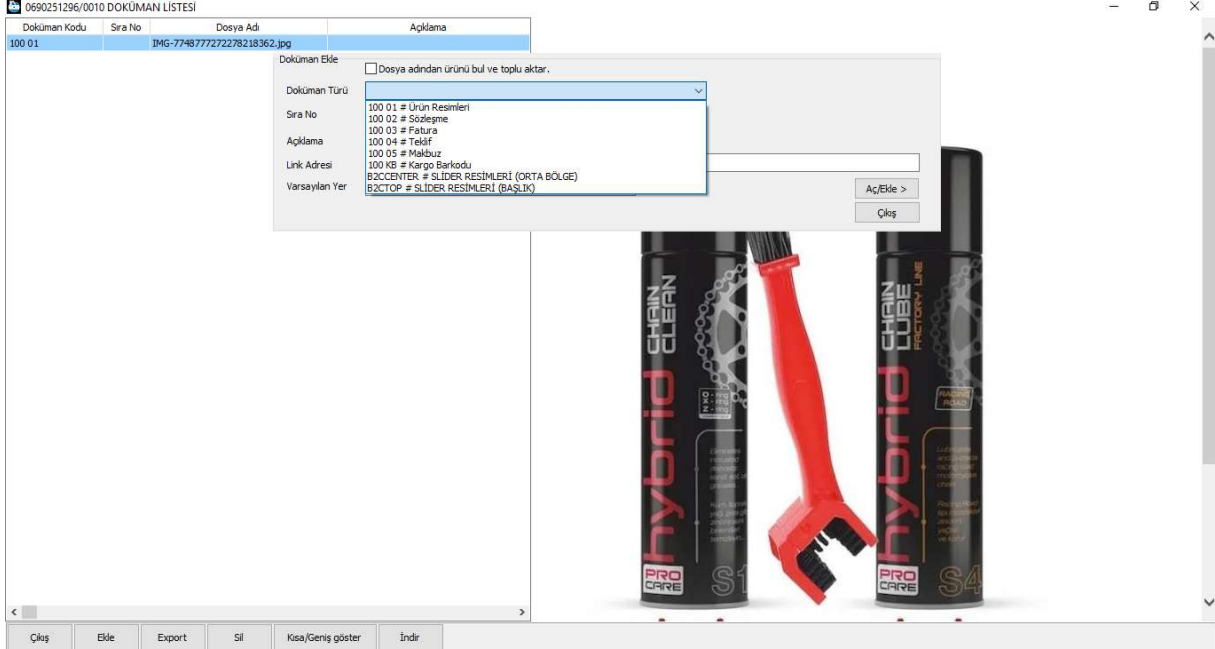 0690251296/0010 DOKÜMAN LİSTESİ
Doküman Kodu Sıra No Dosya Adı Açıklama
100 01 IMG-7748777272278218362.jpg
Doküman Ekle
Dosya adından ürünü bul ve toplu aktar.
Doküman Türü
Sıra No
Açıklama
Link Adresi
Varsayılan Yer
100 01 # Ürün Resimleri
100 02 # Sözleşme
100 03 # Fatura
100 04 # Teklif
100 05 # Makbuz
100 KB # Kargo Barkodu
B2CCENTER # SLİDER RESİMLERİ (ORTA BÖLGE)
B2CTOP # SLİDER RESİMLERİ (BAŞLIK)
Aç/Ekle >
Çıkış
CHAIN
CLEAN
hybrid
PRO
CARE
S1
CHAIN
LUBE
FACTORY LINE
hybrid
RACING
ROAD
PRO
CARE
S4
Çıkış Ekle Export Sil Kısa/Geniş göster İndir